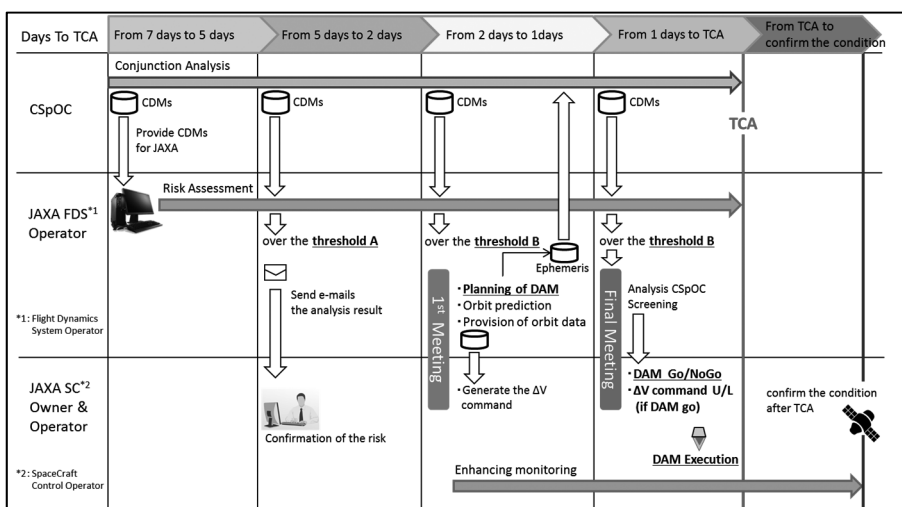 Days To TCA
From 7 days to 5 days
From 5 days to 2 days
From 2 days to 1days
From 1 days to TCA
From TCA to
confirm the condition
CSpOC
Conjunction Analysis
CDMs
CDMs
CDMs
CDMs
TCA
Provide CDMs
for JAXA
JAXA FDS*1
Operator
Risk Assessment
over the threshold A
over the threshold B
over the threshold B
Ephemeris
Send e-mails
the analysis result
1st Meeting
・Planning of DAM
・Orbit prediction
・Provision of orbit data
Final Meeting
Analysis CSpOC
Screening
*1: Flight Dynamics
System Operator
JAXA SC*2
Owner &
Operator
Confirmation of the risk
・Generate the ΔV
command
・DAM Go/NoGo
・ΔV command U/L
(if DAM go)
DAM Execution
confirm the condition
after TCA
*2: SpaceCraft
Control Operator
Enhancing monitoring